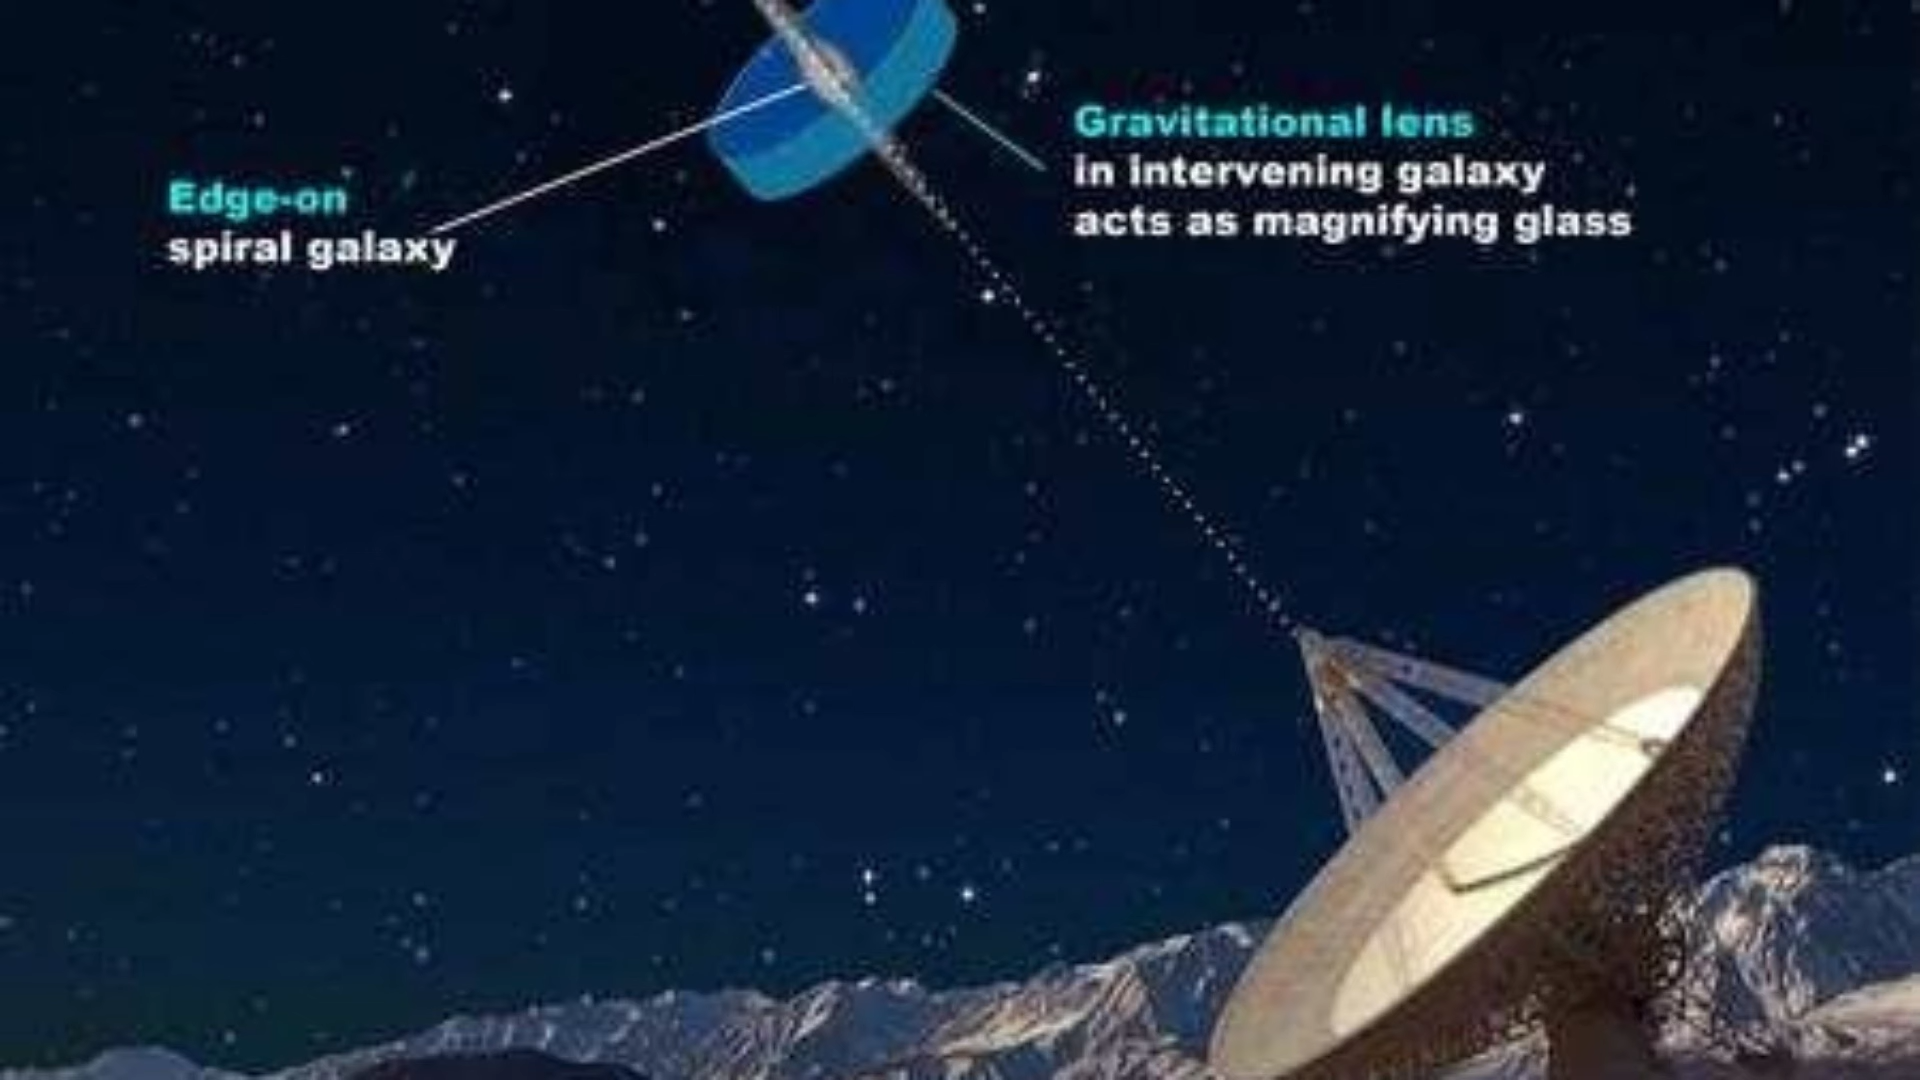 Edge-on
spiral galaxy
Gravitational lens
in intervening galaxy
acts as magnifying glass